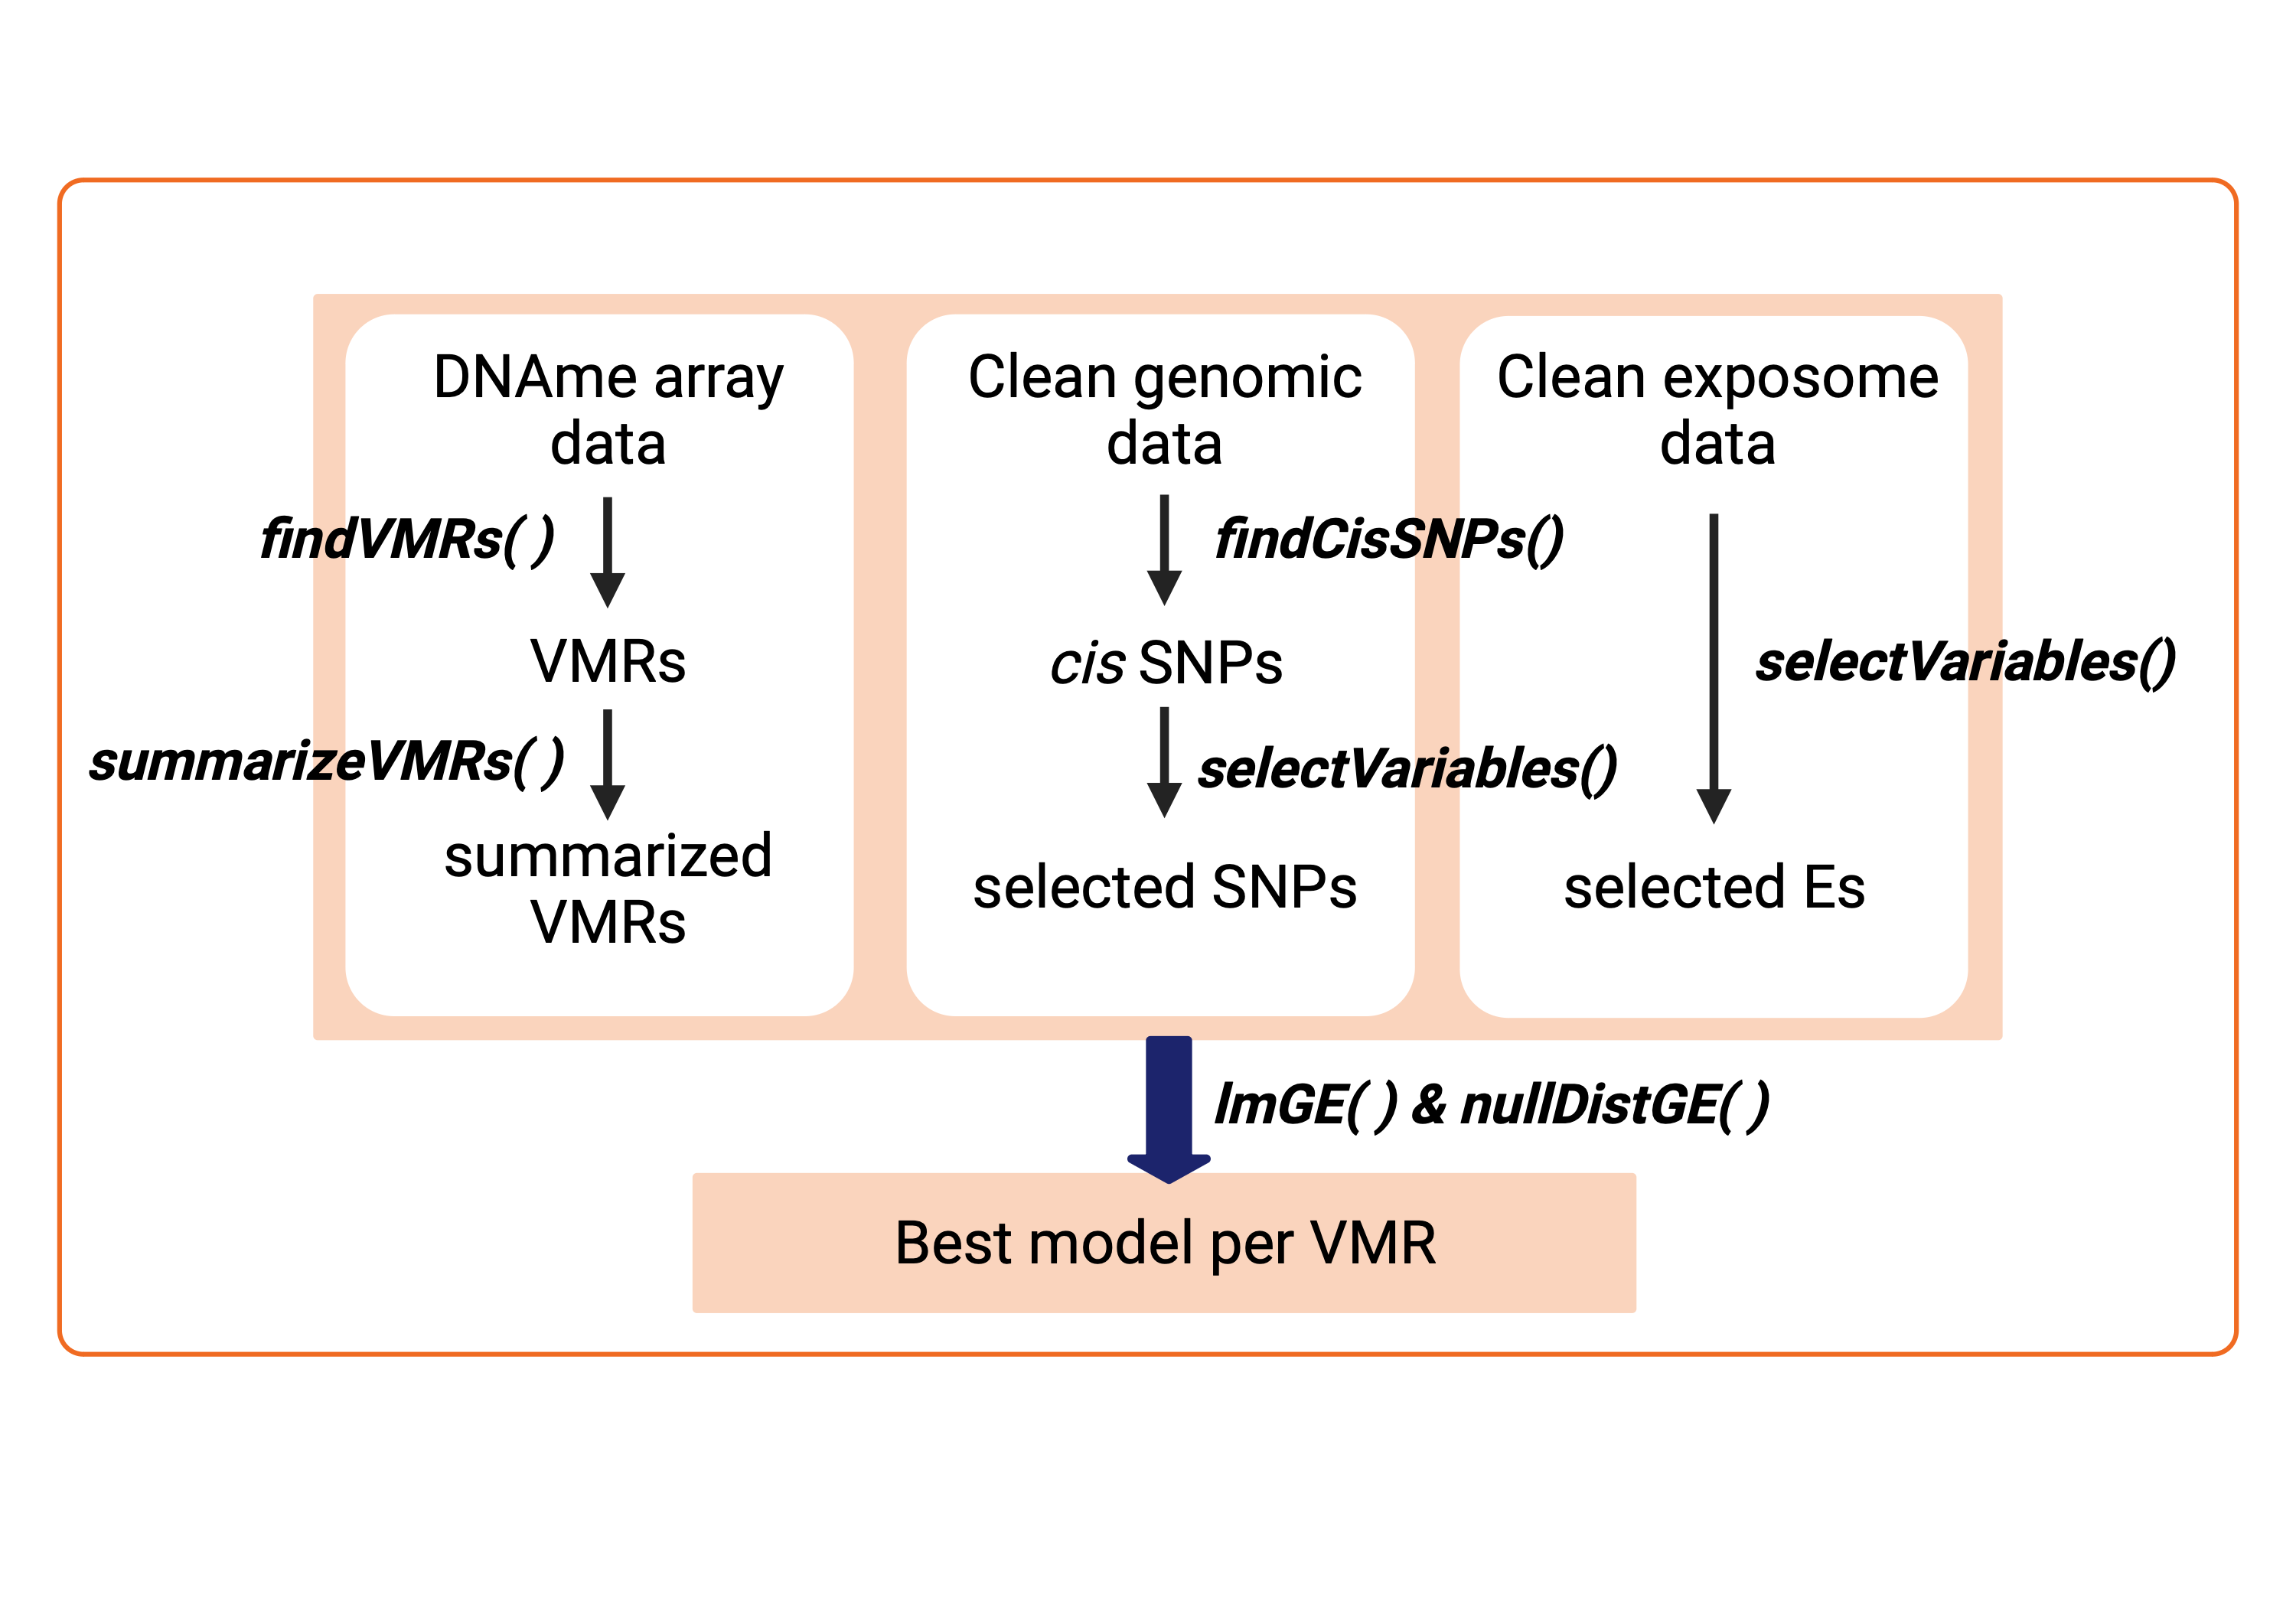 DNAme array
data
findVMRs( )
VMRs
summarizeVMRs( )
summarized
VMRs
Clean genomic
data
findCisSNPs()
cis SNPs
selectVariables()
selected SNPs
Clean exposome
data
selectVariables()
selected Es
lmGE( ) & nullDistGE( )
Best model per VMR